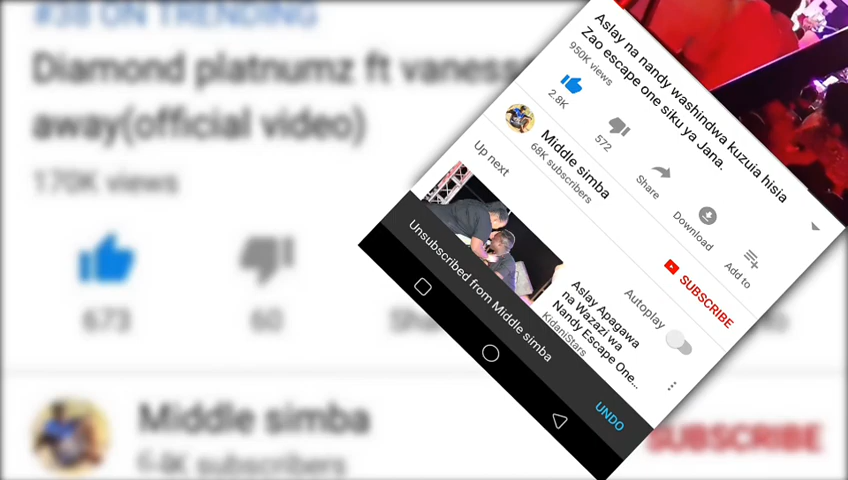 #38 ON TRENDING
Diamond platnumz ft vaness
away(official video)
170K views
673
60
Middle simba
subscribers
SUBSCRIBE
Aslay na nandy washindwa kuzuia hisia
Zao escape one siku ya Jana.
950K views
2.8K
572
Share
Download
Add to
Middle simba
68K subscribers
SUBSCRIBE
Up next
Autoplay
Aslay Apagawa
na Wazazi wa
Nandy Escape One...
KidaniStars
Unsubscribed from Middle simba
UNDO